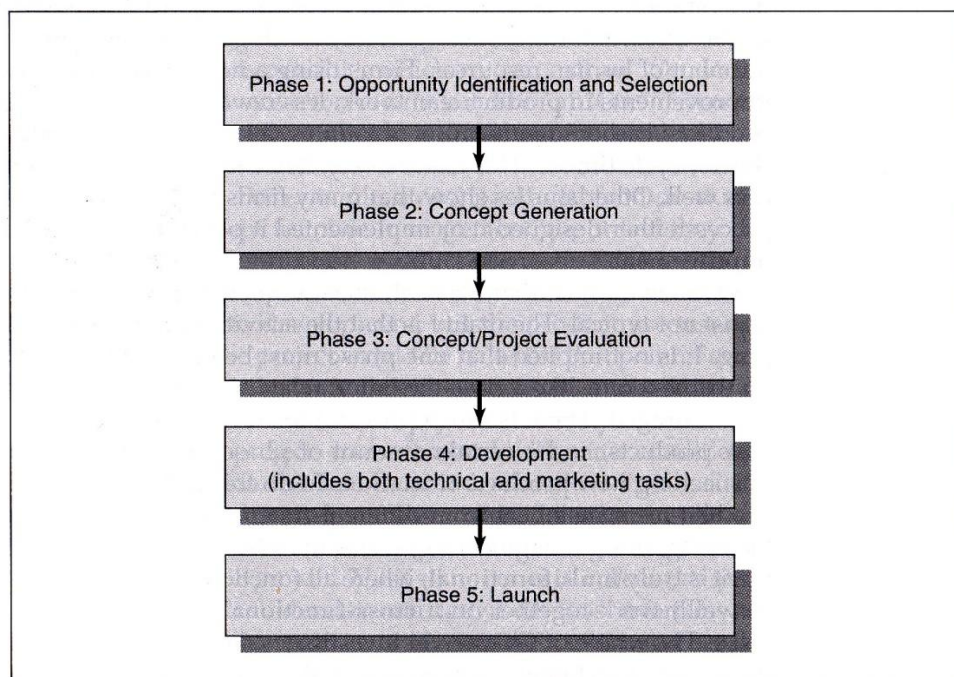 Phase 1: Opportunity Identification and Selection
Phase 2: Concept Generation
Phase 3: Concept/Project Evaluation
Phase 4: Development
(includes both technical and marketing tasks)
Phase 5: Launch